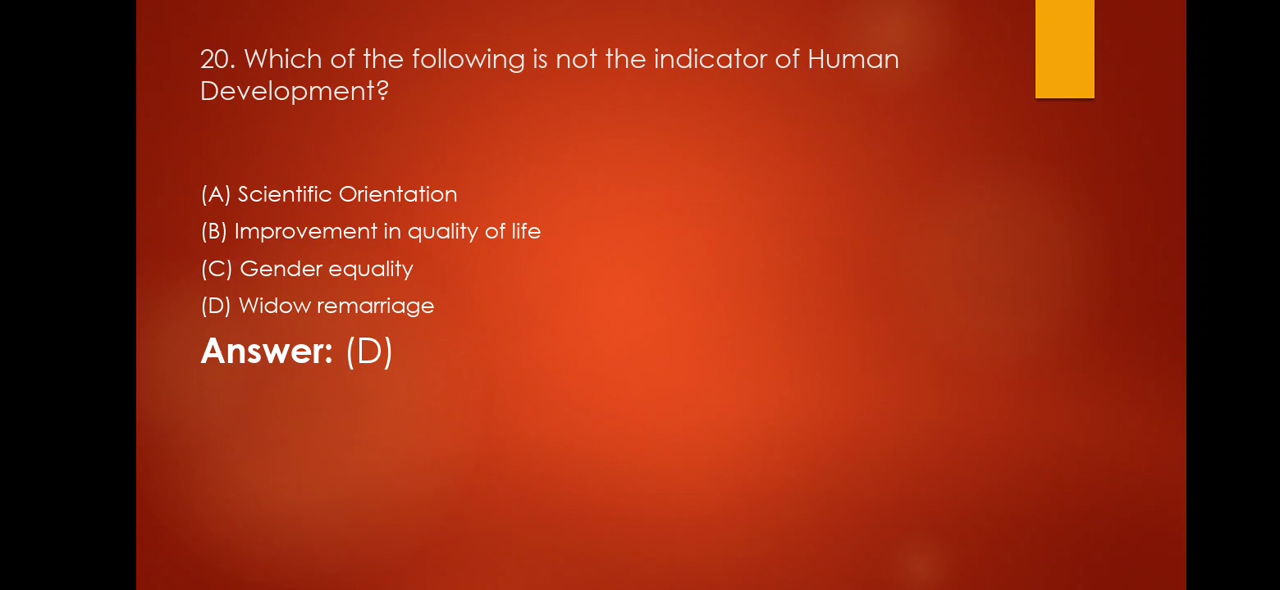 20. Which of the following is not the indicator of Human
Development?
(A) Scientific Orientation
(B) Improvement in quality of life
(C) Gender equality
(D) Widow remarriage
Answer: (D)